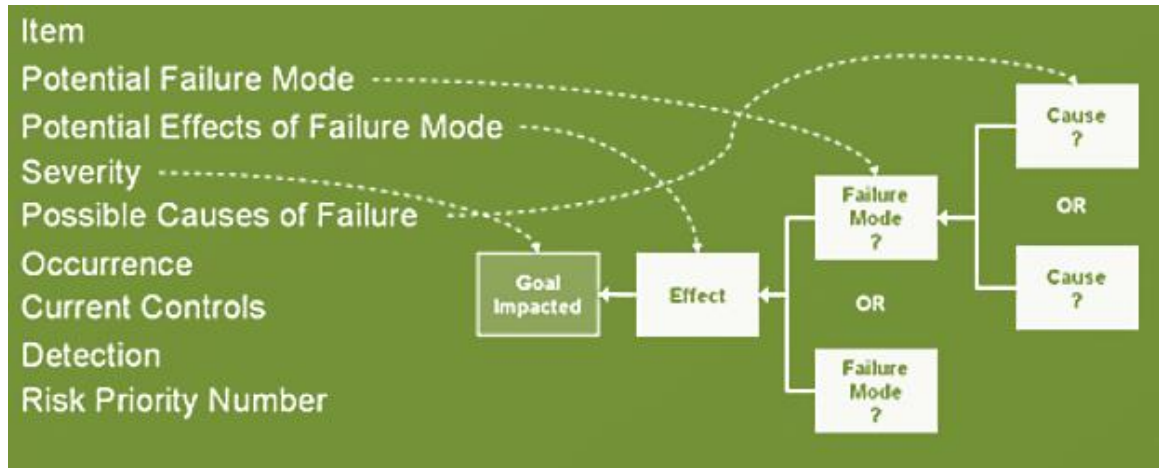 Item
Potential Failure Mode
Potential Effects of Failure Mode
Severity
Possible Causes of Failure
Occurrence
Current Controls
Detection
Risk Priority Number
Goal
Impacted
Effect
Failure
Mode
?
OR
Failure
Mode
?
Cause
?
OR
Cause
?